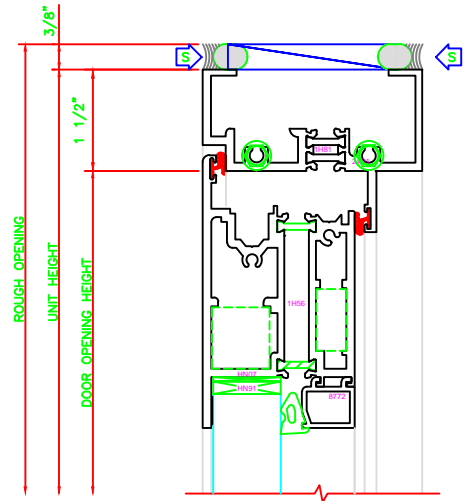 3/8"
S
S
1 1/2"
ROUGH OPENING
UNIT HEIGHT
DOOR OPENING HEIGHT
1H81
1H56
HN07
HN91
8772